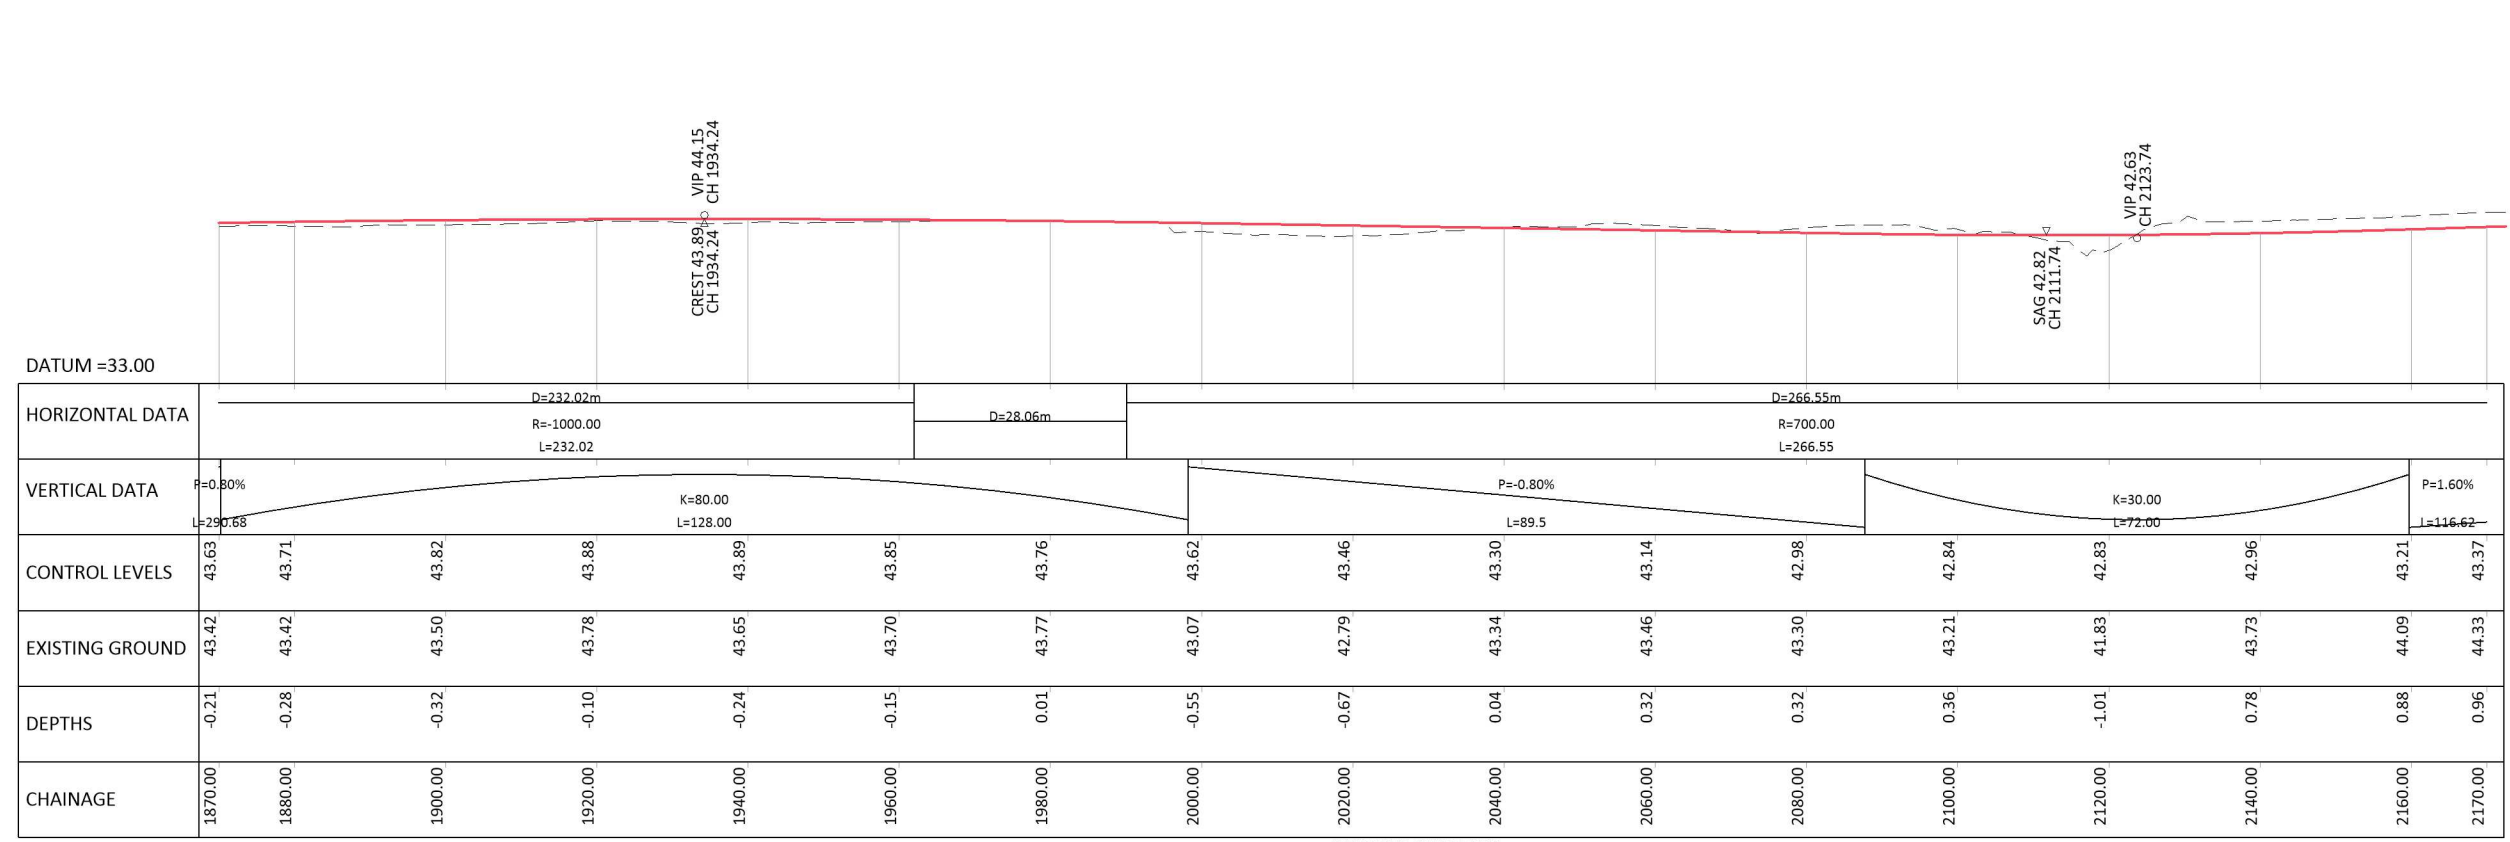 VIP 44.15
CH 1934.24
CREST 43.89
CH 1934.24
VIP 42.63
CH 2123.74
SAG 42.82
CH 2111.74
DATUM =33.00
HORIZONTAL DATA
D=232.02m
R=-1000.00
L=232.02
D=28.06m
D=266.55m
R=700.00
L=266.55
VERTICAL DATA
P=0.80%
L=290.68
K=80.00
L=128.00
P=-0.80%
L=89.5
K=30.00
L=72.00
P=1.60%
L=116.62
CONTROL LEVELS 43.63 43.71 43.82 43.88 43.89 43.85 43.76 43.62 43.46 43.30 43.14 42.98 42.84 42.83 42.96 43.21 43.37
EXISTING GROUND 43.42 43.42 43.50 43.78 43.65 43.70 43.77 43.07 42.79 43.34 43.46 43.30 43.21 41.83 43.73 44.09 44.33
DEPTHS -0.21 -0.28 -0.32 -0.10 -0.24 -0.15 0.01 -0.55 -0.67 0.04 0.32 0.32 0.36 -1.01 0.78 0.88 0.96
CHAINAGE 1870.00 1880.00 1900.00 1920.00 1940.00 1960.00 1980.00 2000.00 2020.00 2040.00 2060.00 2080.00 2100.00 2120.00 2140.00 2160.00 2170.00